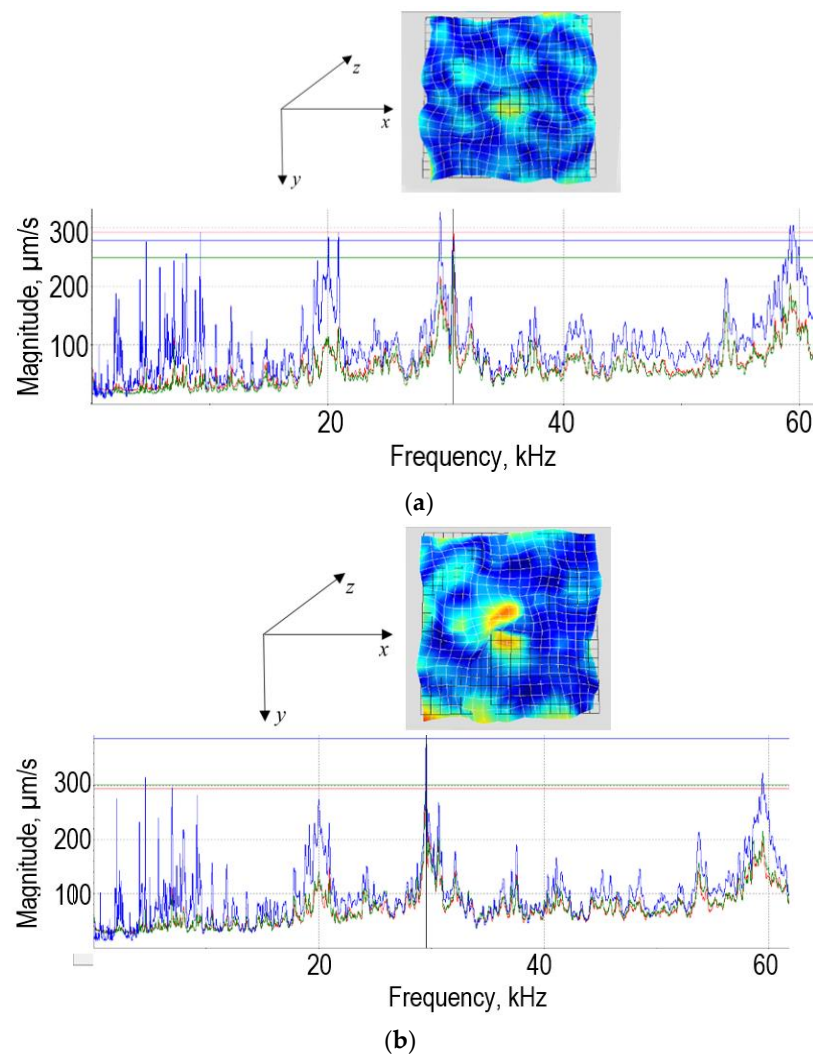 z
x
y
300
200
100
Magnitude, µm/s
20 40 60
Frequency, kHz
(a)
z
x
y
300
200
100
Magnitude, µm/s
20 40 60
Frequency, kHz
(b)